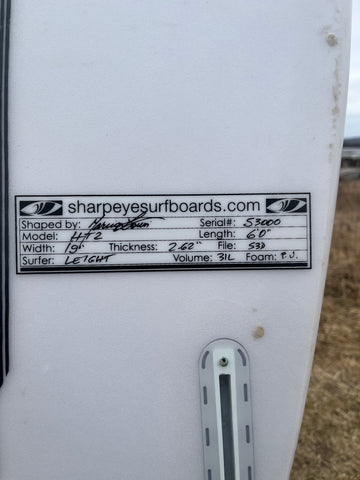 sharpeyesurfboards.com
Shaped by: Serial#: 53000
Model: HT2 Length: 6'0"
Width: 19" Thickness: 2.62" File: 53D
Surfer: LEIGHT Volume: 31L Foam: P.U.